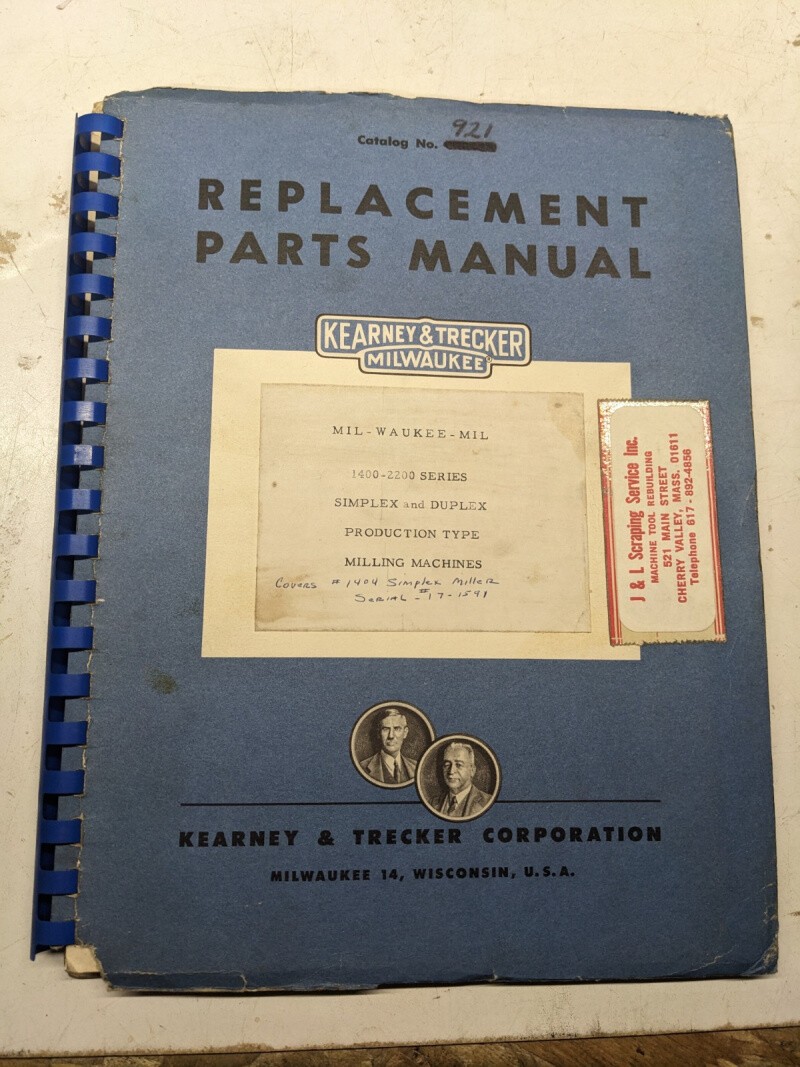 921
Catalog No.
REPLACEMENT
PARTS MANUAL
KEARNEY & TRECKER
MILWAUKEE®
MIL-WAUKEE-MIL
1400-2200 SERIES
SIMPLEX and DUPLEX
PRODUCTION TYPE
MILLING MACHINES
Covers #1404 Simplex Miller
Serial - #17-1591
J & L Scraping Service Inc.
MACHINE TOOL REBUILDING
521 MAIN STREET
CHERRY VALLEY, MASS. 01611
Telephone 617 - 892-4856
KEARNEY & TRECKER CORPORATION
MILWAUKEE 14, WISCONSIN, U.S.A.